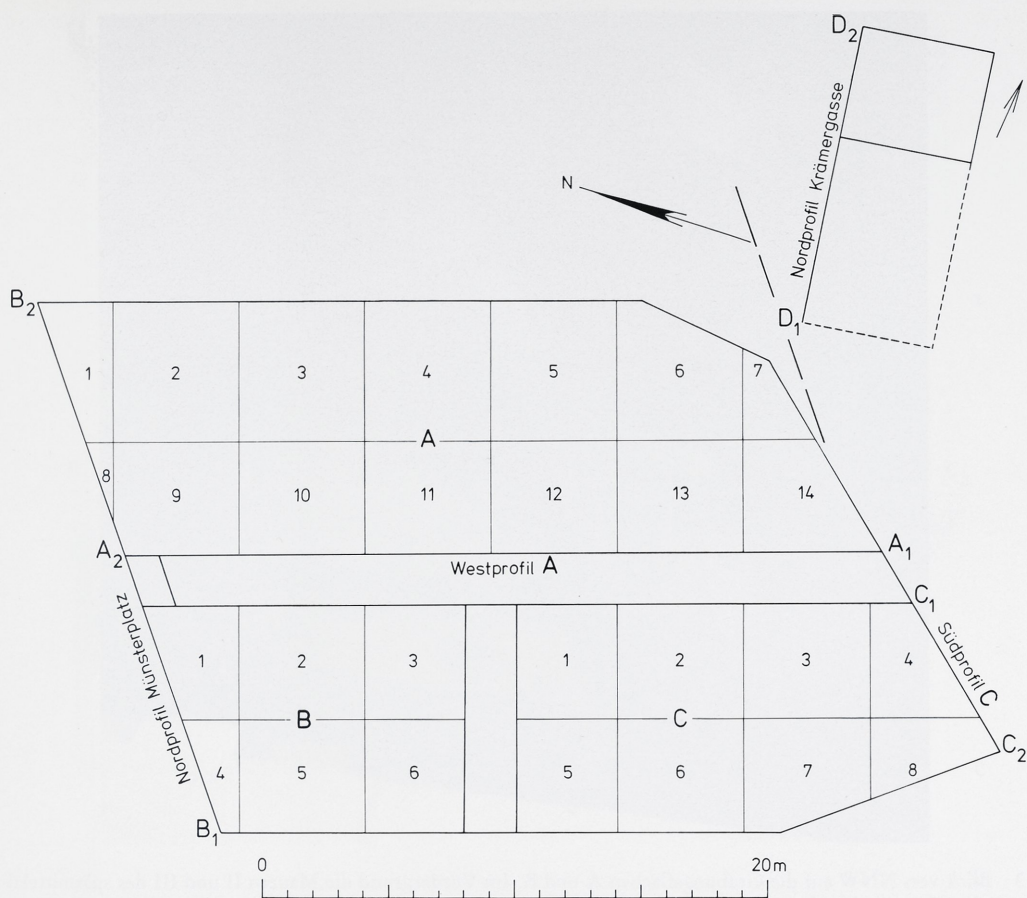 D2
Nordprofil Krämergasse
N
D1
B2
1
2
3
4
5
6
7
A
8
9
10
11
12
13
14
A2
A1
Westprofil A
C1
Nordprofil Münsterplatz
Südprofil C
1
2
3
1
2
3
4
B
C
4
5
6
5
6
7
8
C2
B1
0
20m